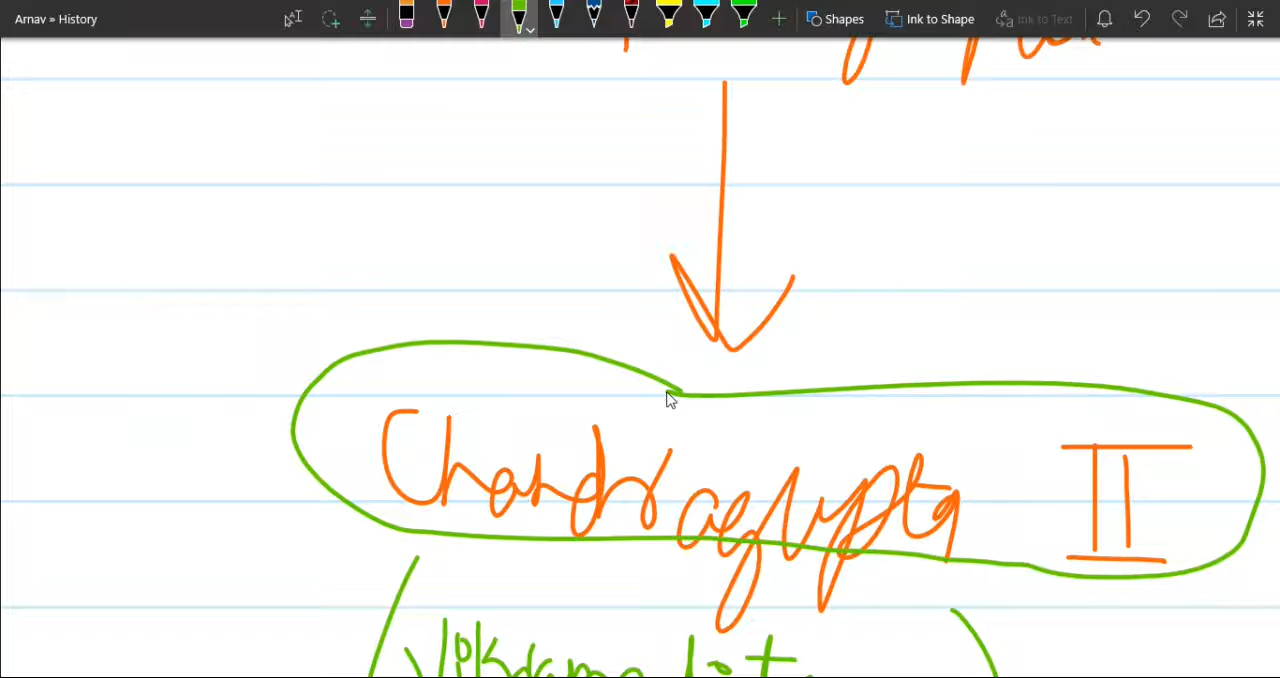 Arnav » History
Shapes
Ink to Shape
Ink to Text
Chandragupta II